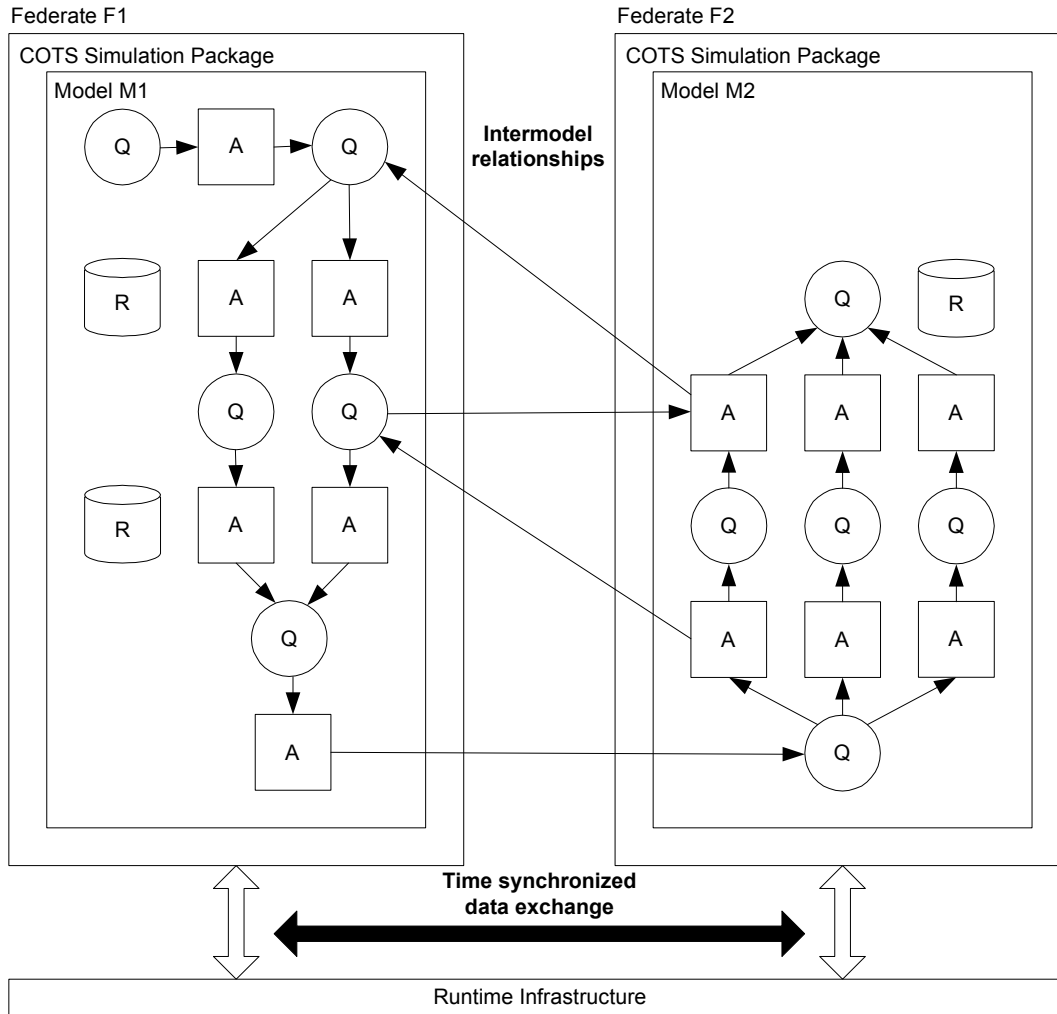 Federate F1
Federate F2
COTS Simulation Package
COTS Simulation Package
Model M1
Model M2
Q
A
Q
Intermodel
relationships
R
A
A
Q
R
Q
Q
A
A
A
R
A
A
Q
Q
Q
Q
A
A
A
A
Q
Time synchronized
data exchange
Runtime Infrastructure